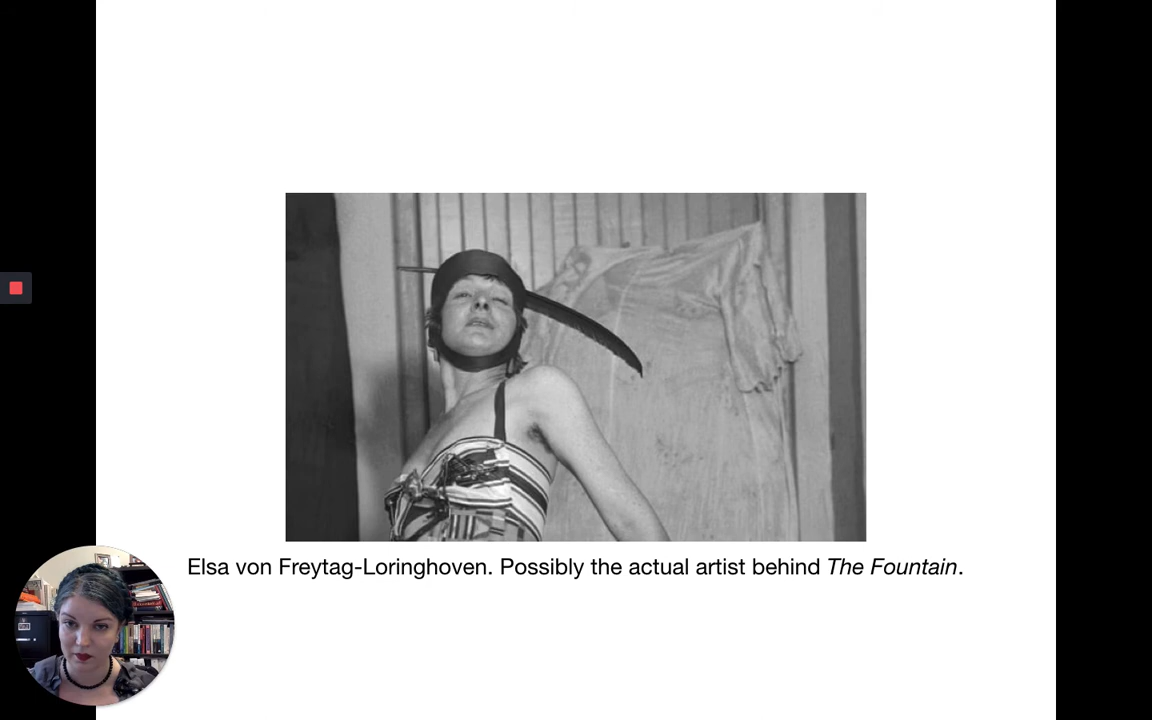 Elsa von Freytag-Loringhoven. Possibly the actual artist behind The Fountain.